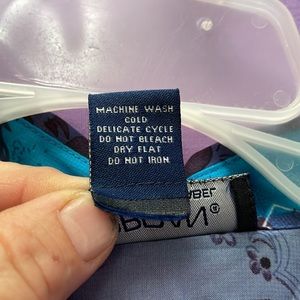 MACHINE WASH
COLD
DELICATE CYCLE
DO NOT BLEACH
DRY FLAT
DO NOT IRON